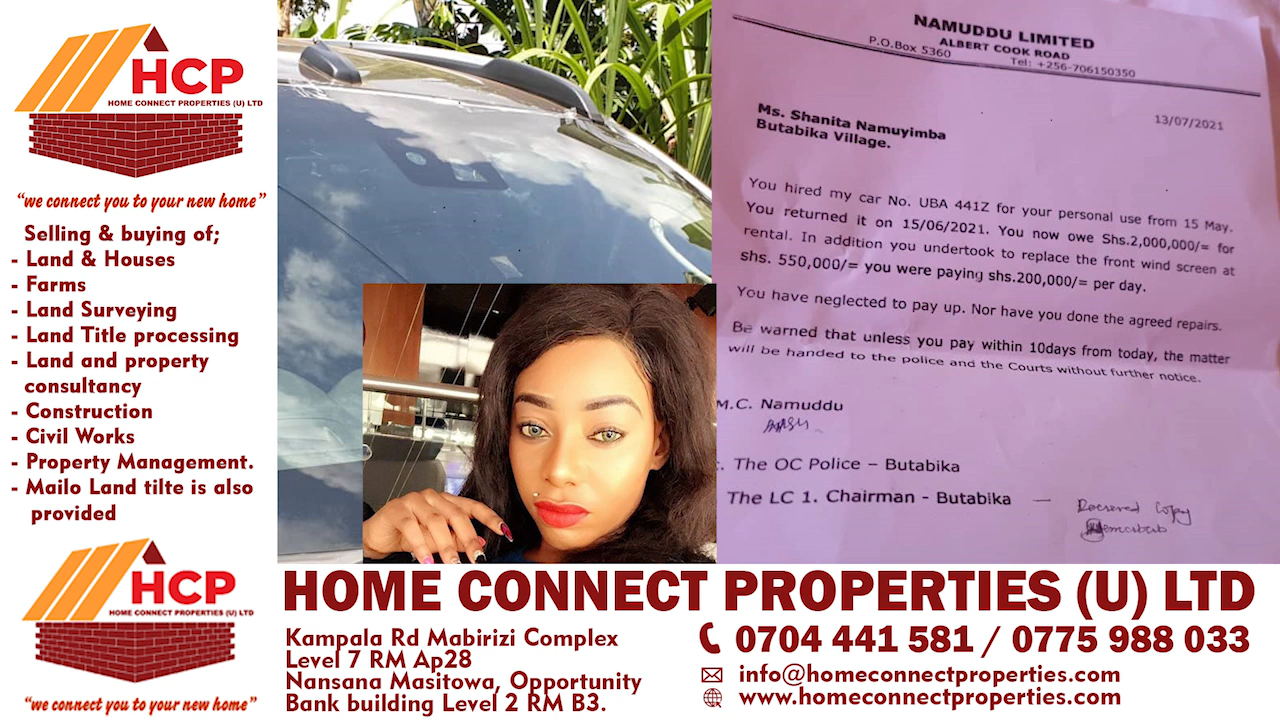 HCP
HOME CONNECT PROPERTIES (U) LTD
“we connect you to your new home”
Selling & buying of;
- Land & Houses
- Farms
- Land Surveying
- Land Title processing
- Land and property
consultancy
- Construction
- Civil Works
- Property Management.
- Mailo Land tilte is also
provided
HCP
HOME CONNECT PROPERTIES (U) LTD
“we connect you to your new home”
NAMUDDU LIMITED
ALBERT COOK ROAD
P.O.Box 5360
Tel: +256-706150350
13/07/2021
Ms. Shanita Namuyimba
Butabika Village.
You hired my car No. UBA 441Z for your personal use from 15 May.
You returned it on 15/06/2021. You now owe Shs.2,000,000/= for
rental. In addition you undertook to replace the front wind screen at
shs. 550,000/= you were paying shs.200,000/= per day.
You have neglected to pay up. Nor have you done the agreed repairs.
Be warned that unless you pay within 10days from today, the matter
will be handed to the police and the Courts without further notice.
M.C. Namuddu
. The OC Police – Butabika
The LC 1. Chairman - Butabika —
Copy
HOME CONNECT PROPERTIES (U) LTD
Kampala Rd Mabirizi Complex
Level 7 RM Ap28
Nansana Masitowa, Opportunity
Bank building Level 2 RM B3.
0704 441 581 / 0775 988 033
info@homeconnectproperties.com
www.homeconnectproperties.com